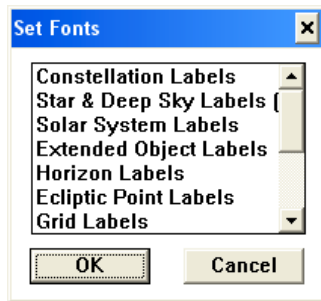 Set Fonts
Constellation Labels
Star & Deep Sky Labels (
Solar System Labels
Extended Object Labels
Horizon Labels
Ecliptic Point Labels
Grid Labels
OK Cancel